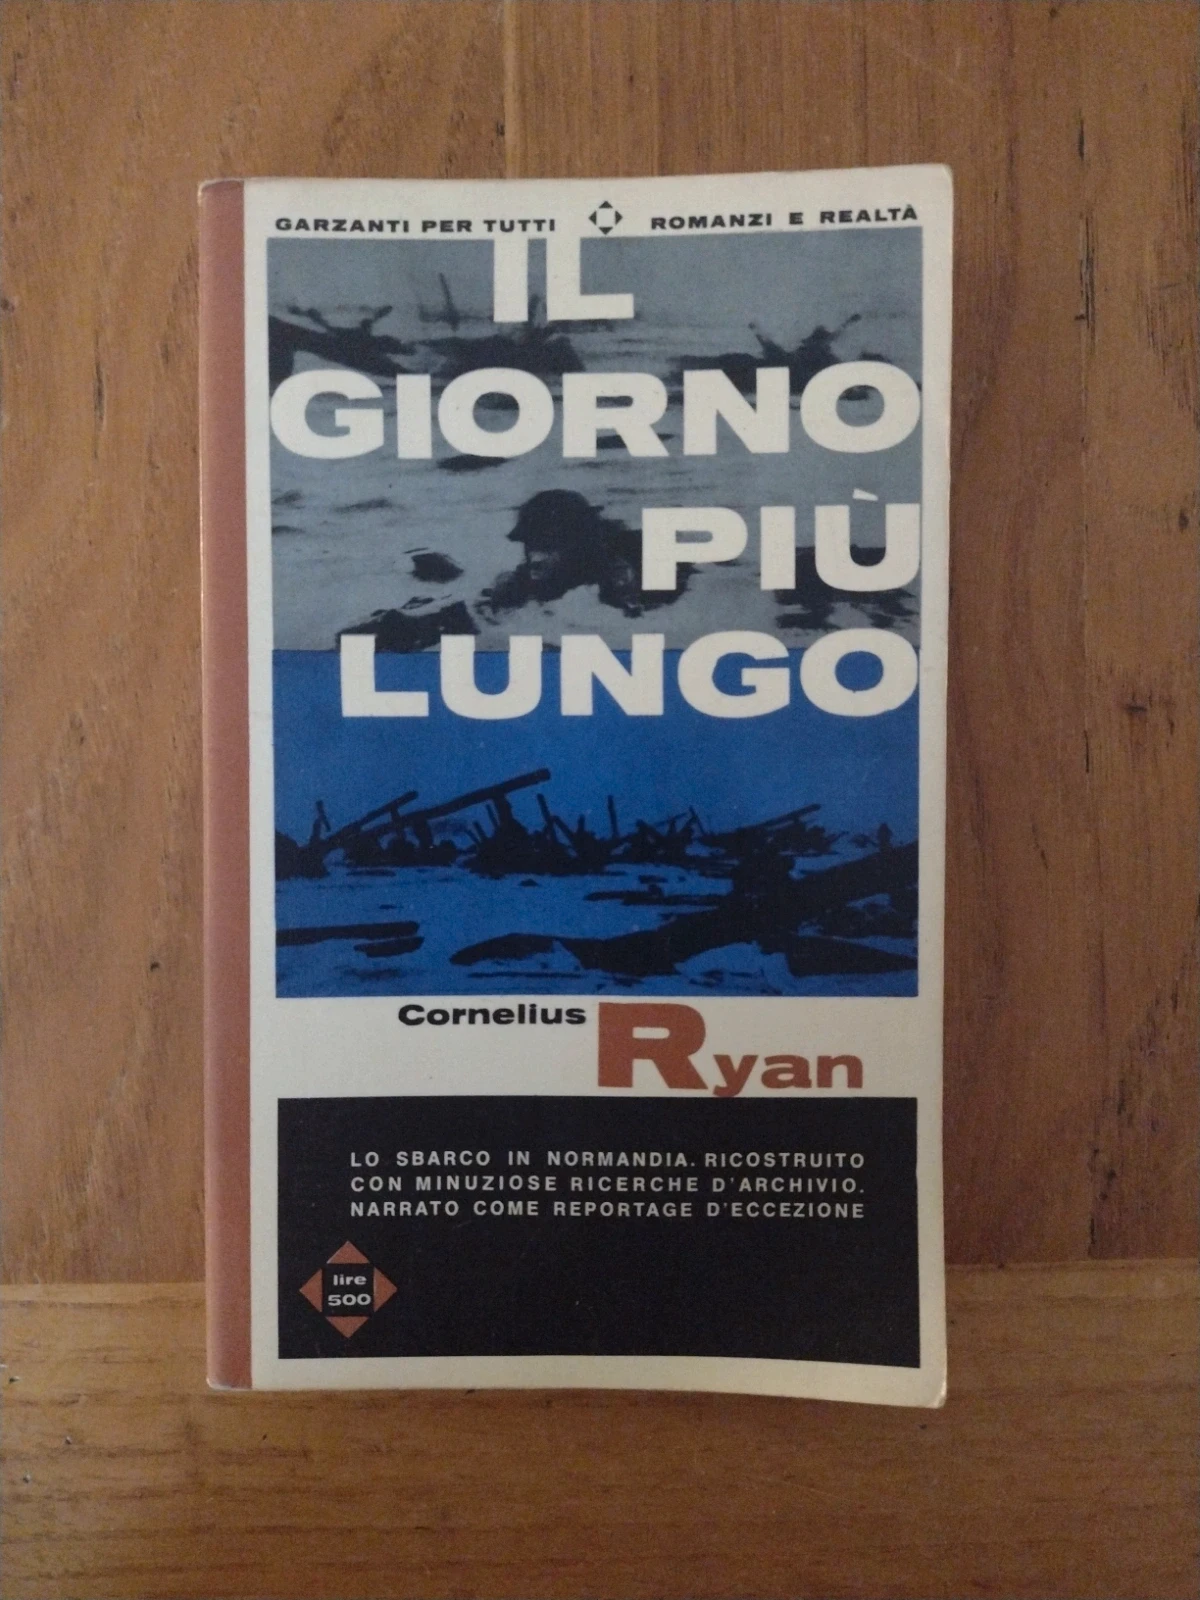 GARZANTI PER TUTTI ROMANZI E REALTÀ
IL
GIORNO
PIÙ
LUNGO
Cornelius Ryan
LO SBARCO IN NORMANDIA. RICOSTRUITO
CON MINUZIOSE RICERCHE D'ARCHIVIO.
NARRATO COME REPORTAGE D'ECCEZIONE
lire
500